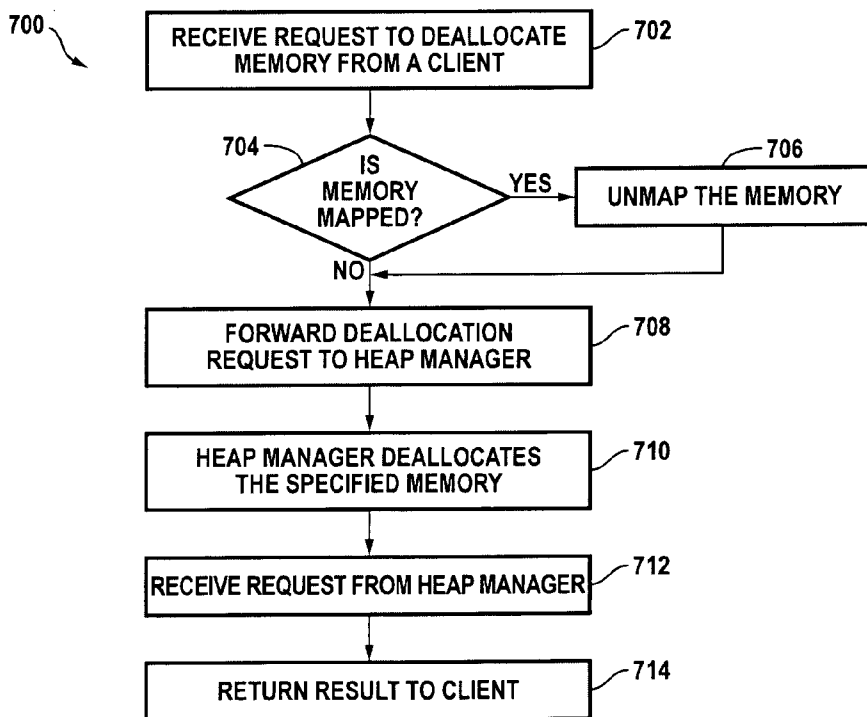 700
RECEIVE REQUEST TO DEALLOCATE
MEMORY FROM A CLIENT
702
704
IS
MEMORY
MAPPED?
YES
706
UNMAP THE MEMORY
NO
FORWARD DEALLOCATION
REQUEST TO HEAP MANAGER
708
HEAP MANAGER DEALLOCATES
THE SPECIFIED MEMORY
710
RECEIVE REQUEST FROM HEAP MANAGER
712
RETURN RESULT TO CLIENT
714